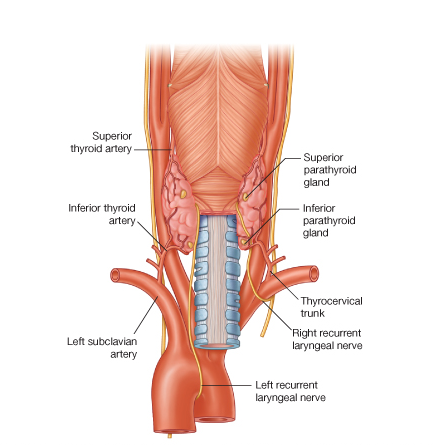 Superior
thyroid artery
Superior
parathyroid
gland
Inferior thyroid
artery
Inferior
parathyroid
gland
Thyrocervical
trunk
Right recurrent
laryngeal nerve
Left subclavian
artery
Left recurrent
laryngeal nerve